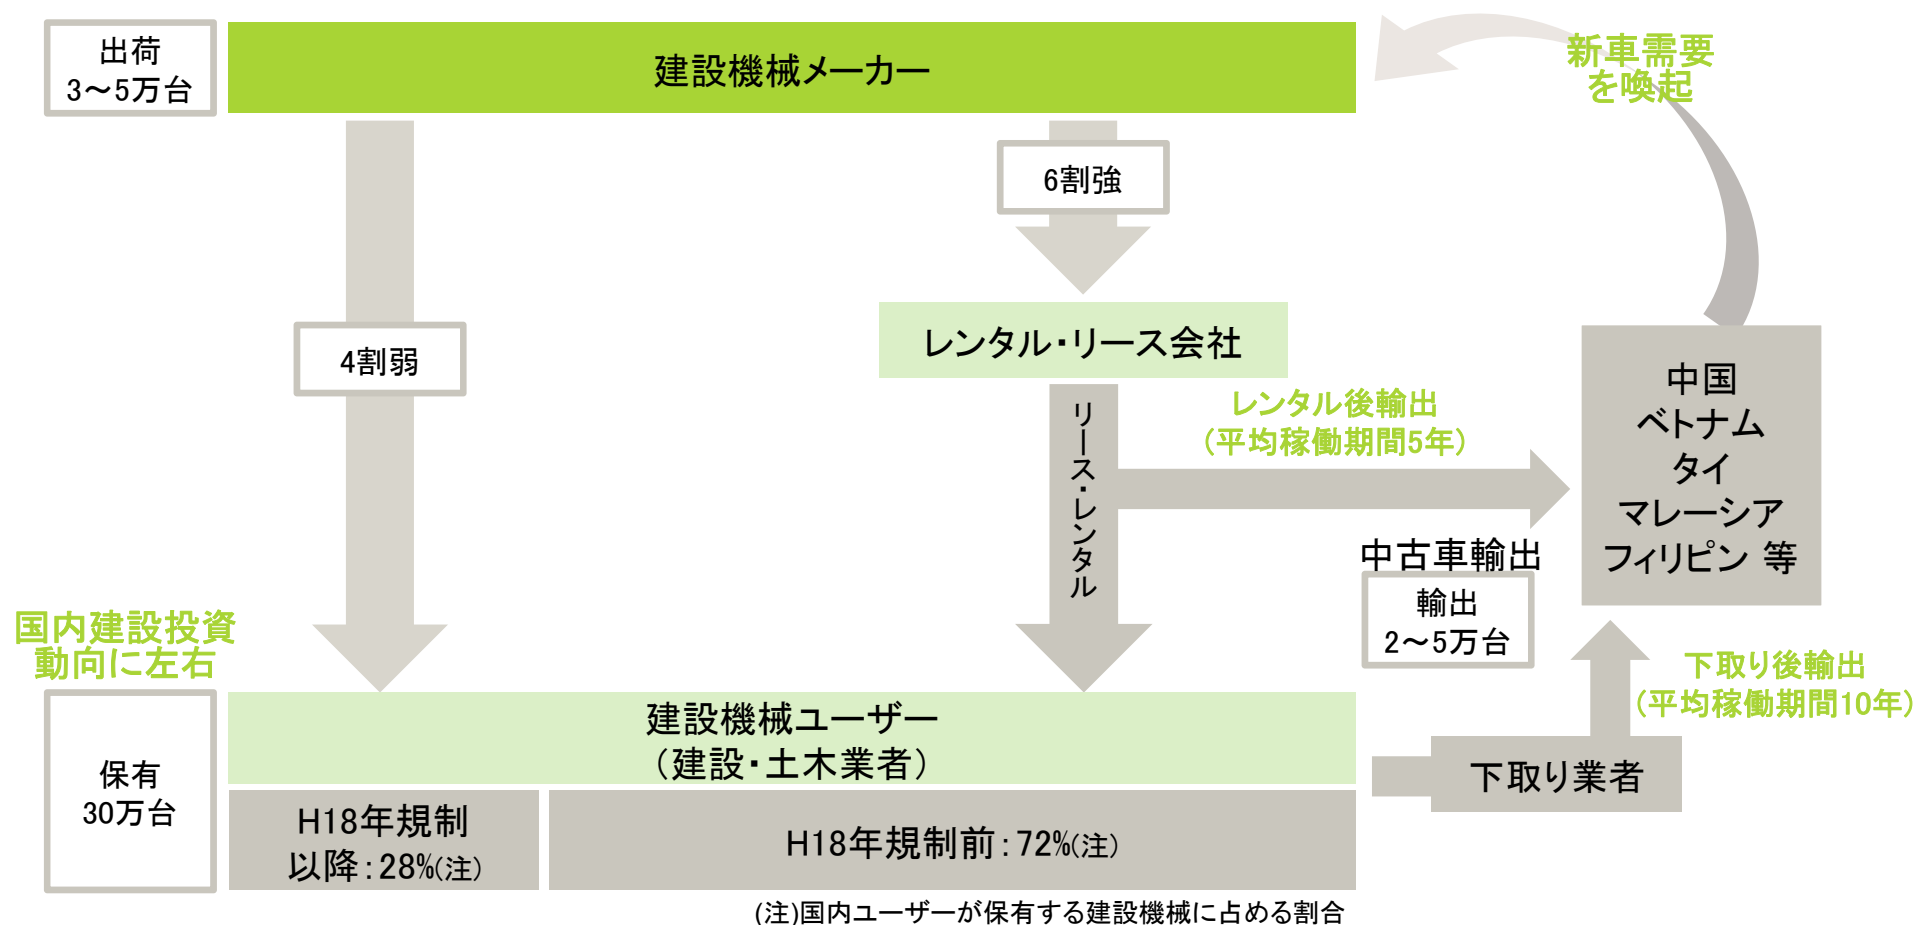 出荷
3～5万台
建設機械メーカー
新車需要
を喚起
6割強
4割弱
レンタル・リース会社
リース・レンタル
レンタル後輸出
（平均稼働期間5年）
中国
ベトナム
タイ
マレーシア
フィリピン 等
中古車輸出
輸出
2～5万台
国内建設投資
動向に左右
下取り後輸出
（平均稼働期間10年）
建設機械ユーザー
（建設・土木業者）
下取り業者
保有
30万台
H18年規制
以降：28%(注)
H18年規制前：72%(注)
(注)国内ユーザーが保有する建設機械に占める割合